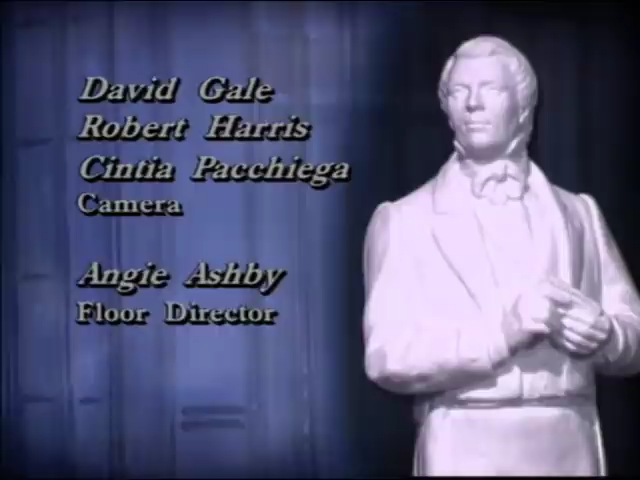 David Gale
Robert Harris
Cintia Pacchiega
Camera
Angie Ashby
Floor Director